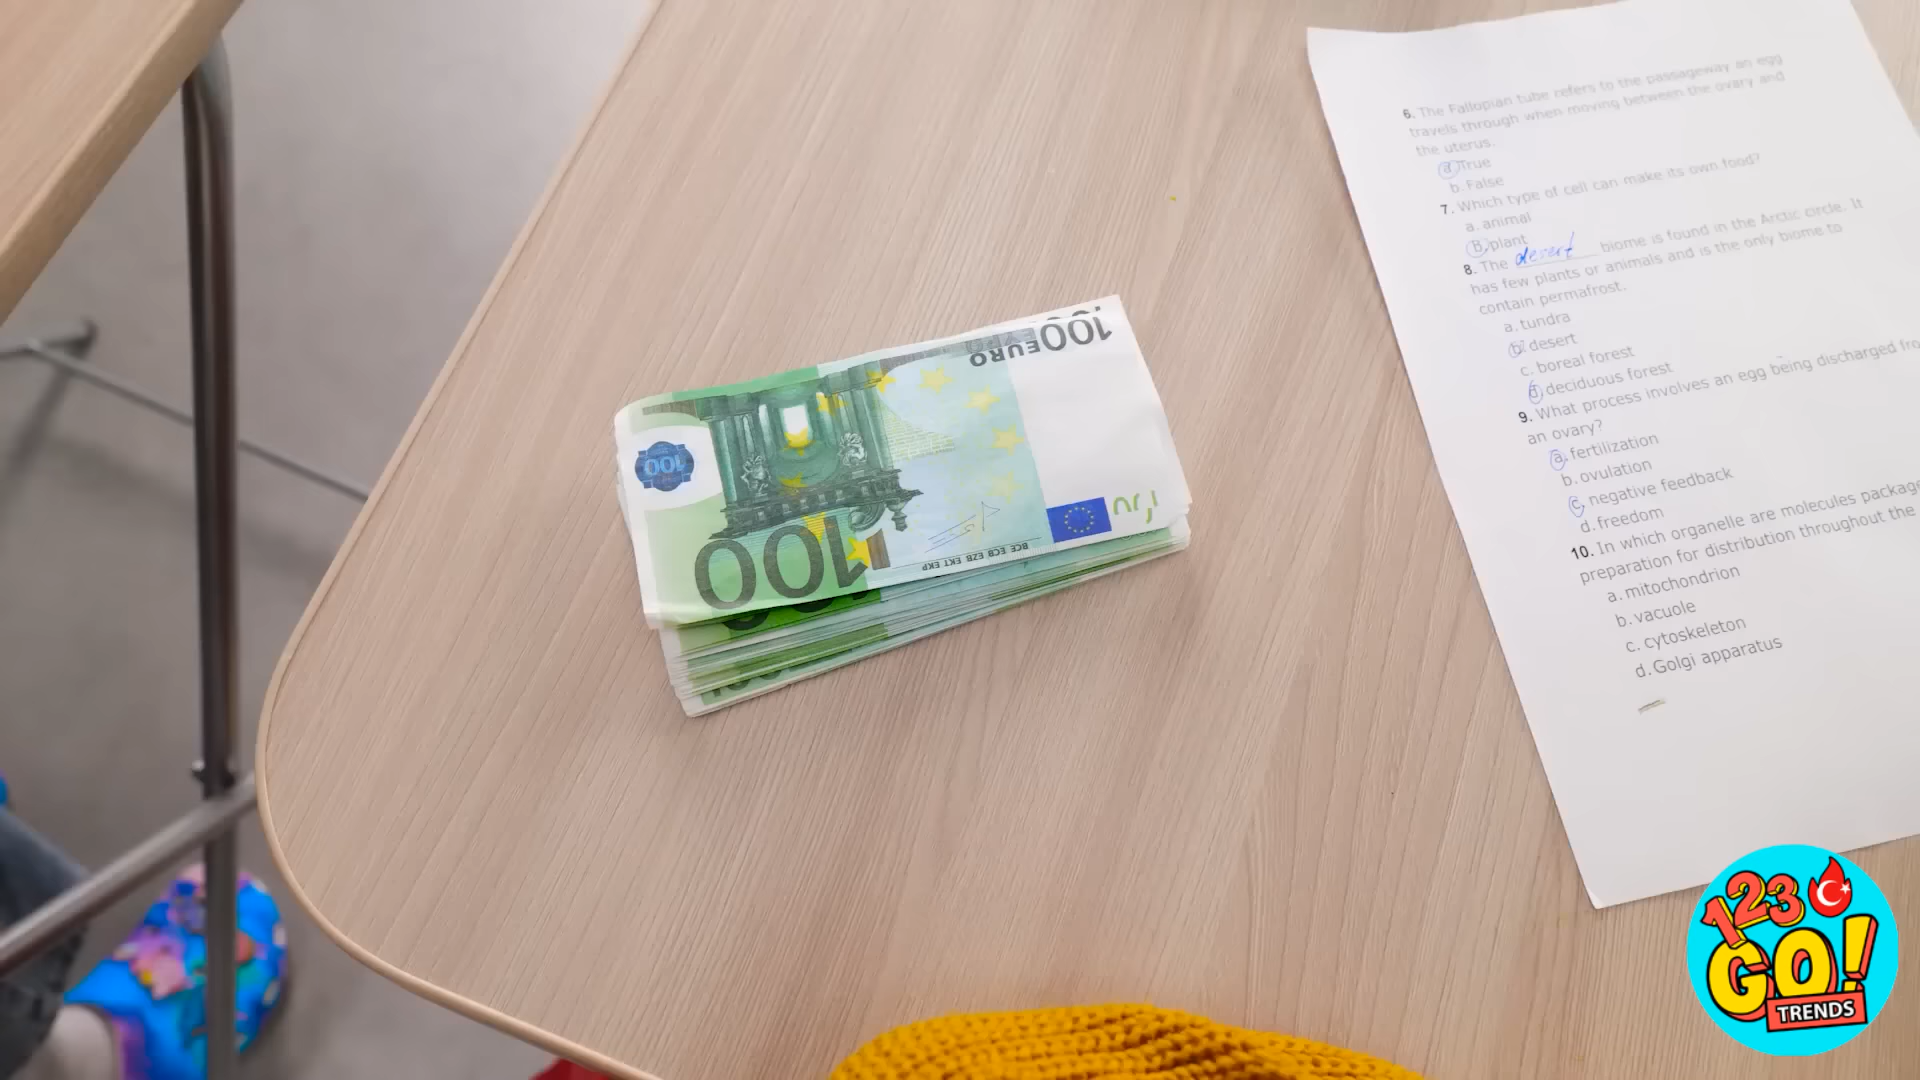 100EURO
100
BCE ECB EZB EKT EKP
100
6. The Fallopian tube refers to the passageway an egg
travels through when moving between the ovary and
the uterus.
a. True
b. False
7. Which type of cell can make its own food?
a. animal
b. plant
8. The desert biome is found in the Arctic circle. It
has few plants or animals and is the only biome to
contain permafrost.
a. tundra
b. desert
c. boreal forest
d. deciduous forest
9. What process involves an egg being discharged
an ovary?
a. fertilization
b. ovulation
c. negative feedback
d. freedom
10. In which organelle are molecules
preparation for distribution throughout the
a. mitochondrion
b. vacuole
c. cytoskeleton
d. Golgi apparatus
123
GO!
TRENDS